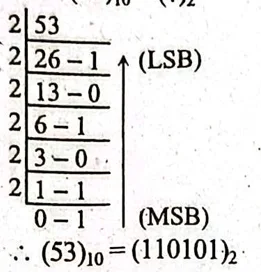 2 | 53
2 | 26 – 1 (LSB)
2 | 13 – 0
2 | 6 – 1
2 | 3 – 0
2 | 1 – 1
0 – 1 (MSB)
∴ (53)₁₀ = (110101)₂.